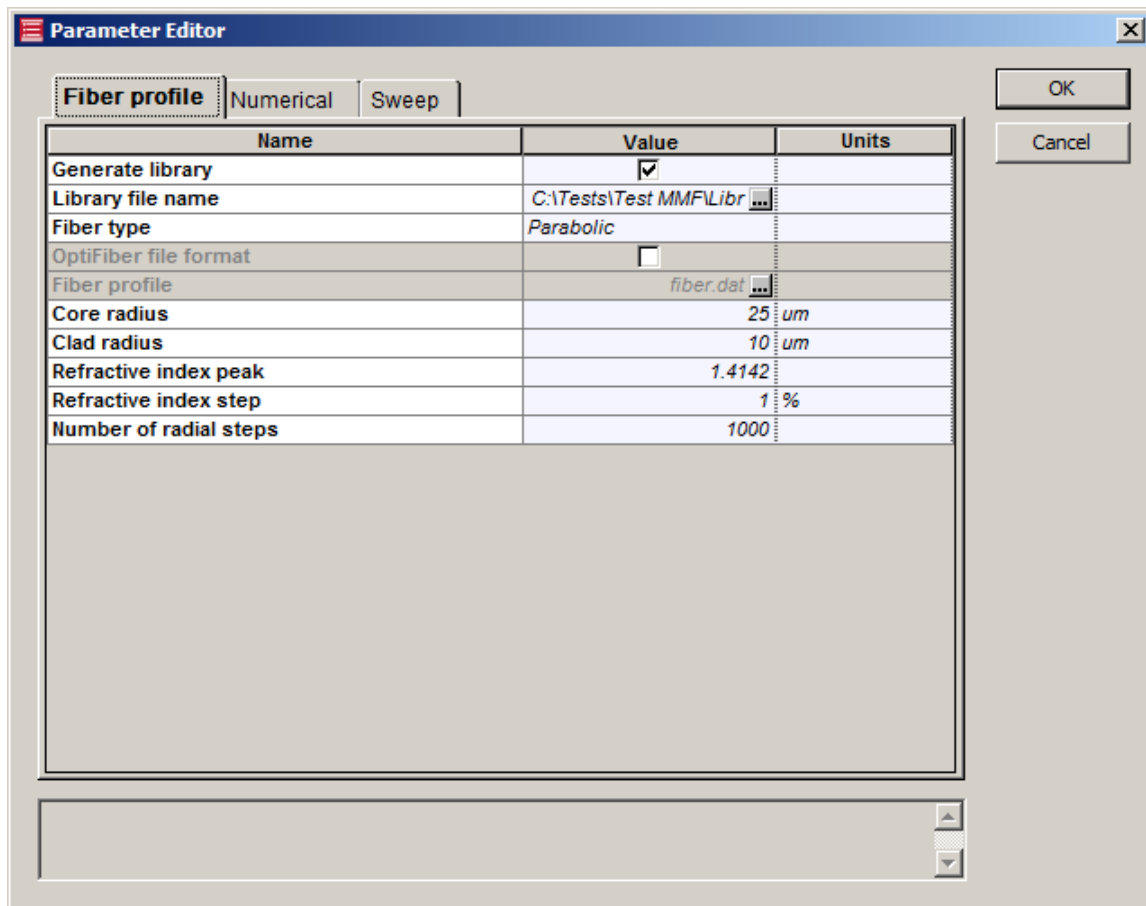 Parameter Editor
Fiber profile Numerical Sweep
OK
Cancel
Name Value Units
Generate library
Library file name C:\Tests\Test MMF\Libr ...
Fiber type Parabolic
OptiFiber file format
Fiber profile fiber.dat ...
Core radius 25 um
Clad radius 10 um
Refractive index peak 1.4142
Refractive index step 1 %
Number of radial steps 1000